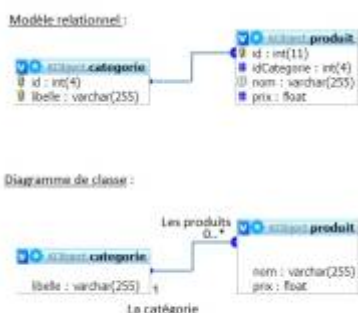 Modèle relationnel :
categorie
id : int(4)
libelle : varchar(255)
produit
id : int(11)
idCategorie : int(4)
nom : varchar(255)
prix : float
Diagramme de classe :
Les produits
0..*
categorie
libelle : varchar(255)
1
La catégorie
produit
nom : varchar(255)
prix : float